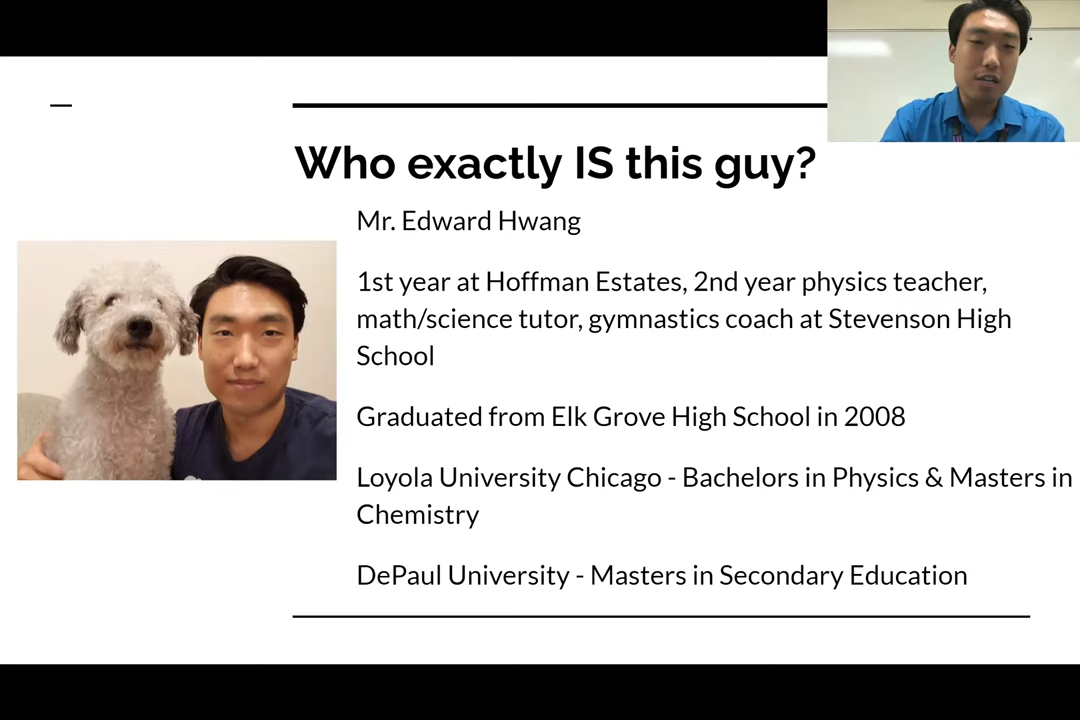 Who exactly IS this guy?
Mr. Edward Hwang
1st year at Hoffman Estates, 2nd year physics teacher,
math/science tutor, gymnastics coach at Stevenson High
School
Graduated from Elk Grove High School in 2008
Loyola University Chicago - Bachelors in Physics & Masters in
Chemistry
DePaul University - Masters in Secondary Education